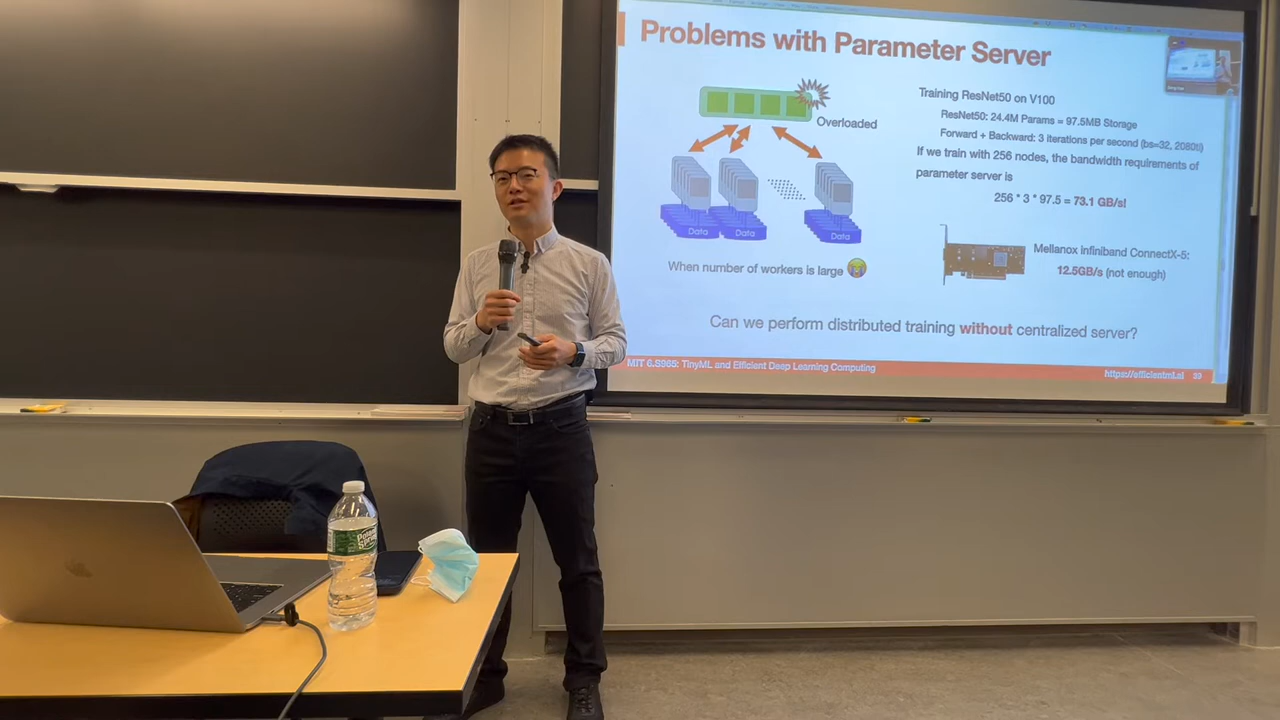 Problems with Parameter Server
Overloaded
Data
Data
Data
When number of workers is large
Training ResNet50 on V100
ResNet50: 24.4M Params = 97.5MB Storage
Forward + Backward: 3 iterations per second (bs=32, 2080ti)
If we train with 256 nodes, the bandwidth requirements of
parameter server is
256 * 3 * 97.5 = 73.1 GB/s!
Mellanox infiniband ConnectX-5:
12.5GB/s (not enough)
Can we perform distributed training without centralized server?
MIT 6.S965: TinyML and Efficient Deep Learning Computing
https://efficientml.ai
Poland
Spring